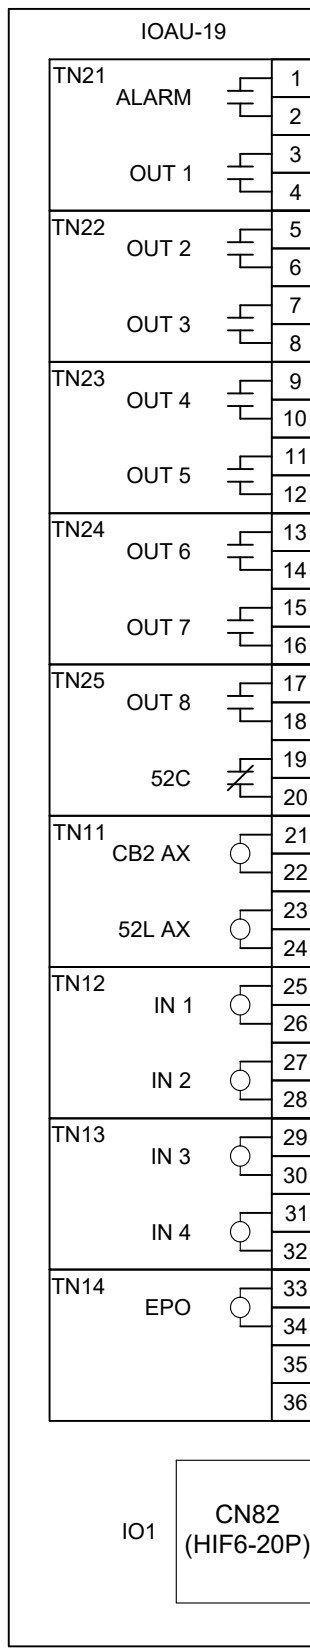 IOAU-19
TN21
ALARM
1
2
OUT 1
3
4
TN22
OUT 2
5
6
OUT 3
7
8
TN23
OUT 4
9
10
OUT 5
11
12
TN24
OUT 6
13
14
OUT 7
15
16
TN25
OUT 8
17
18
52C
19
20
TN11
CB2 AX
21
22
52L AX
23
24
TN12
IN 1
25
26
IN 2
27
28
TN13
IN 3
29
30
IN 4
31
32
TN14
EPO
33
34
35
36
IO1
CN82
(HIF6-20P)